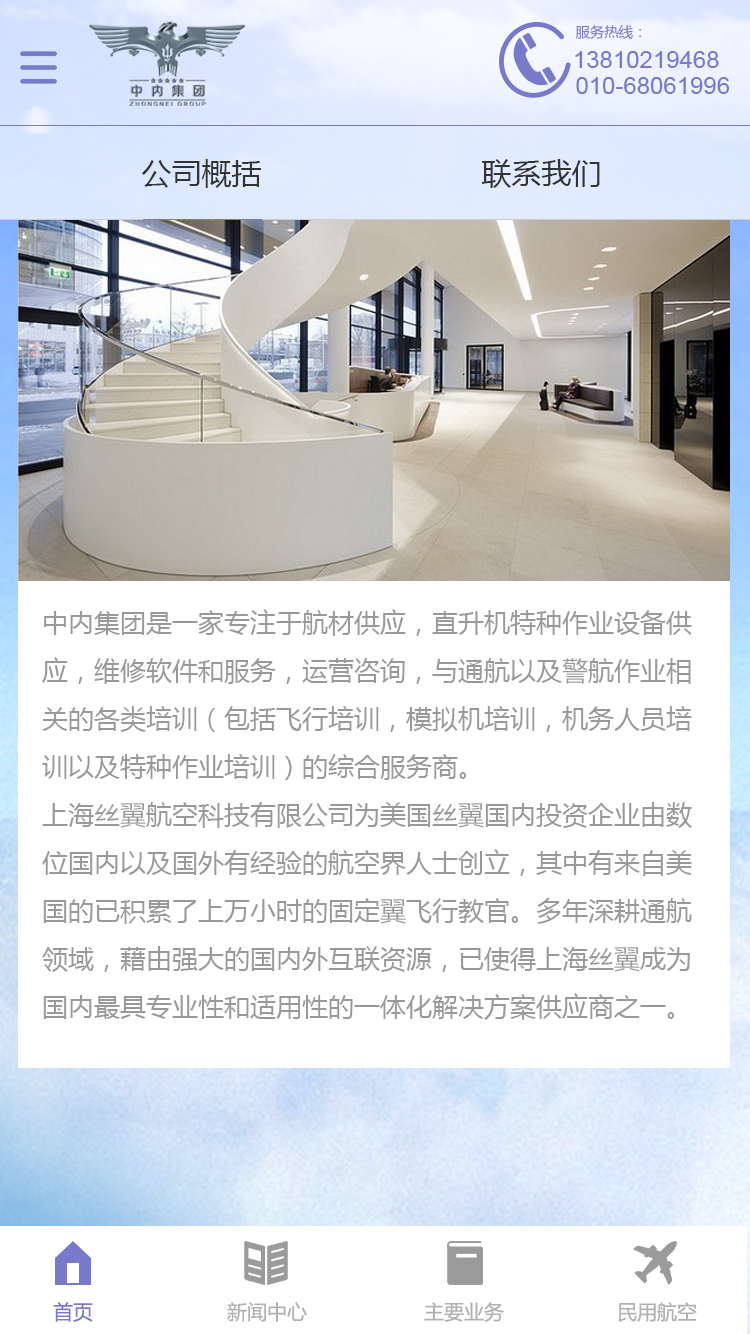 中内集团
ZHONGNEI GROUP
服务热线：
13810219468
010-68061996
公司概括
联系我们
中内集团是一家专注于航材供应，直升机特种作业设备供
应，维修软件和服务，运营咨询，与通航以及警航作业相
关的各类培训（包括飞行培训，模拟机培训，机务人员培
训以及特种作业培训）的综合服务商。
上海丝翼航空科技有限公司为美国丝翼国内投资企业由数
位国内以及国外有经验的航空界人士创立，其中有来自美
国的已积累了上万小时的固定翼飞行教官。多年深耕通航
领域，藉由强大的国内外互联资源，已使得上海丝翼成为
国内最具专业性和适用性的一体化解决方案供应商之一。
首页
新闻中心
主要业务
民用航空